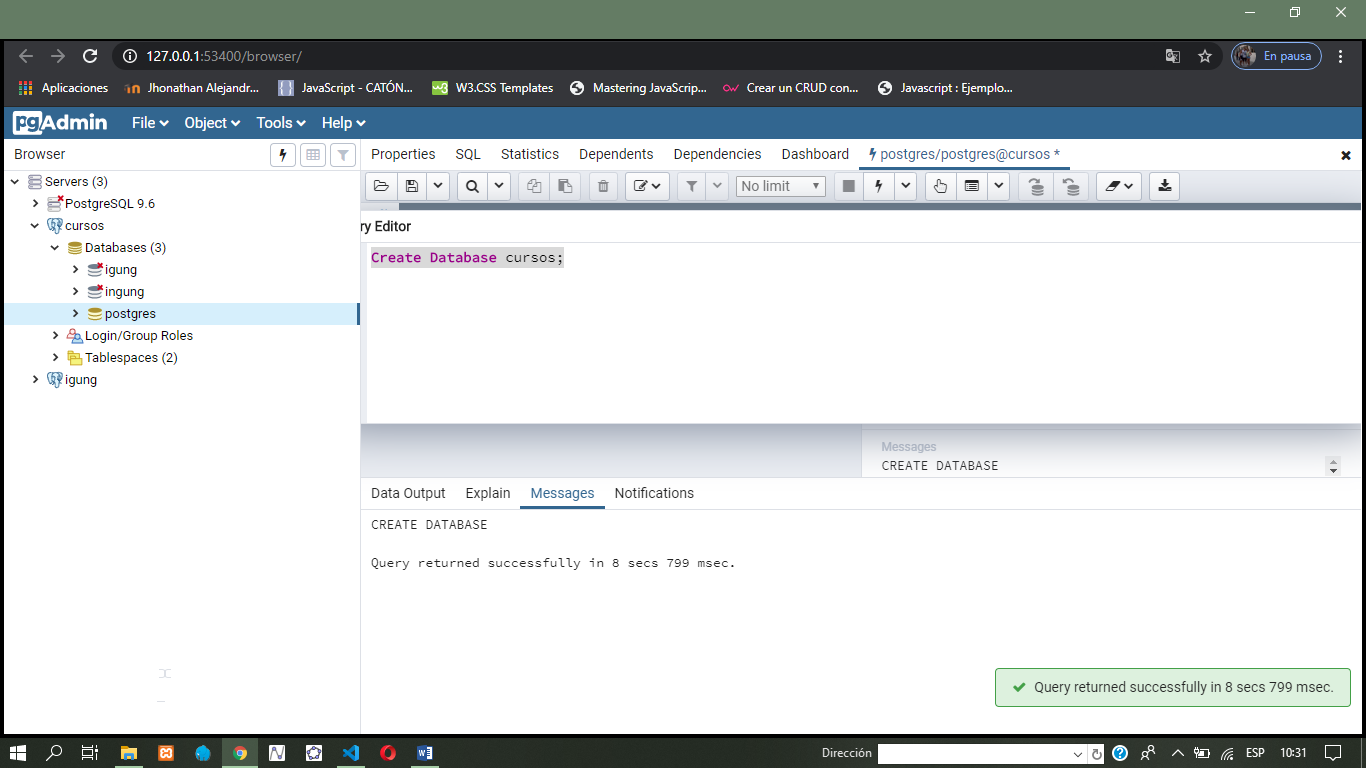 127.0.0.1:53400/browser/
En pausa
Aplicaciones
in
Jhonathan Alejandr...
JavaScript - CATÓN...
W3.CSS Templates
Mastering JavaScrip...
Crear un CRUD con...
Javascript : Ejemplo...
pgAdmin
File
Object
Tools
Help
Browser
Properties
SQL
Statistics
Dependents
Dependencies
Dashboard
postgres/postgres@cursos *
Servers (3)
PostgreSQL 9.6
cursos
Databases (3)
igung
ingung
postgres
Login/Group Roles
Tablespaces (2)
igung
No limit
ry Editor
Create Database cursos;
Messages
CREATE DATABASE
Data Output
Explain
Messages
Notifications
CREATE DATABASE
Query returned successfully in 8 secs 799 msec.
Query returned successfully in 8 secs 799 msec.
Dirección
ESP
10:31